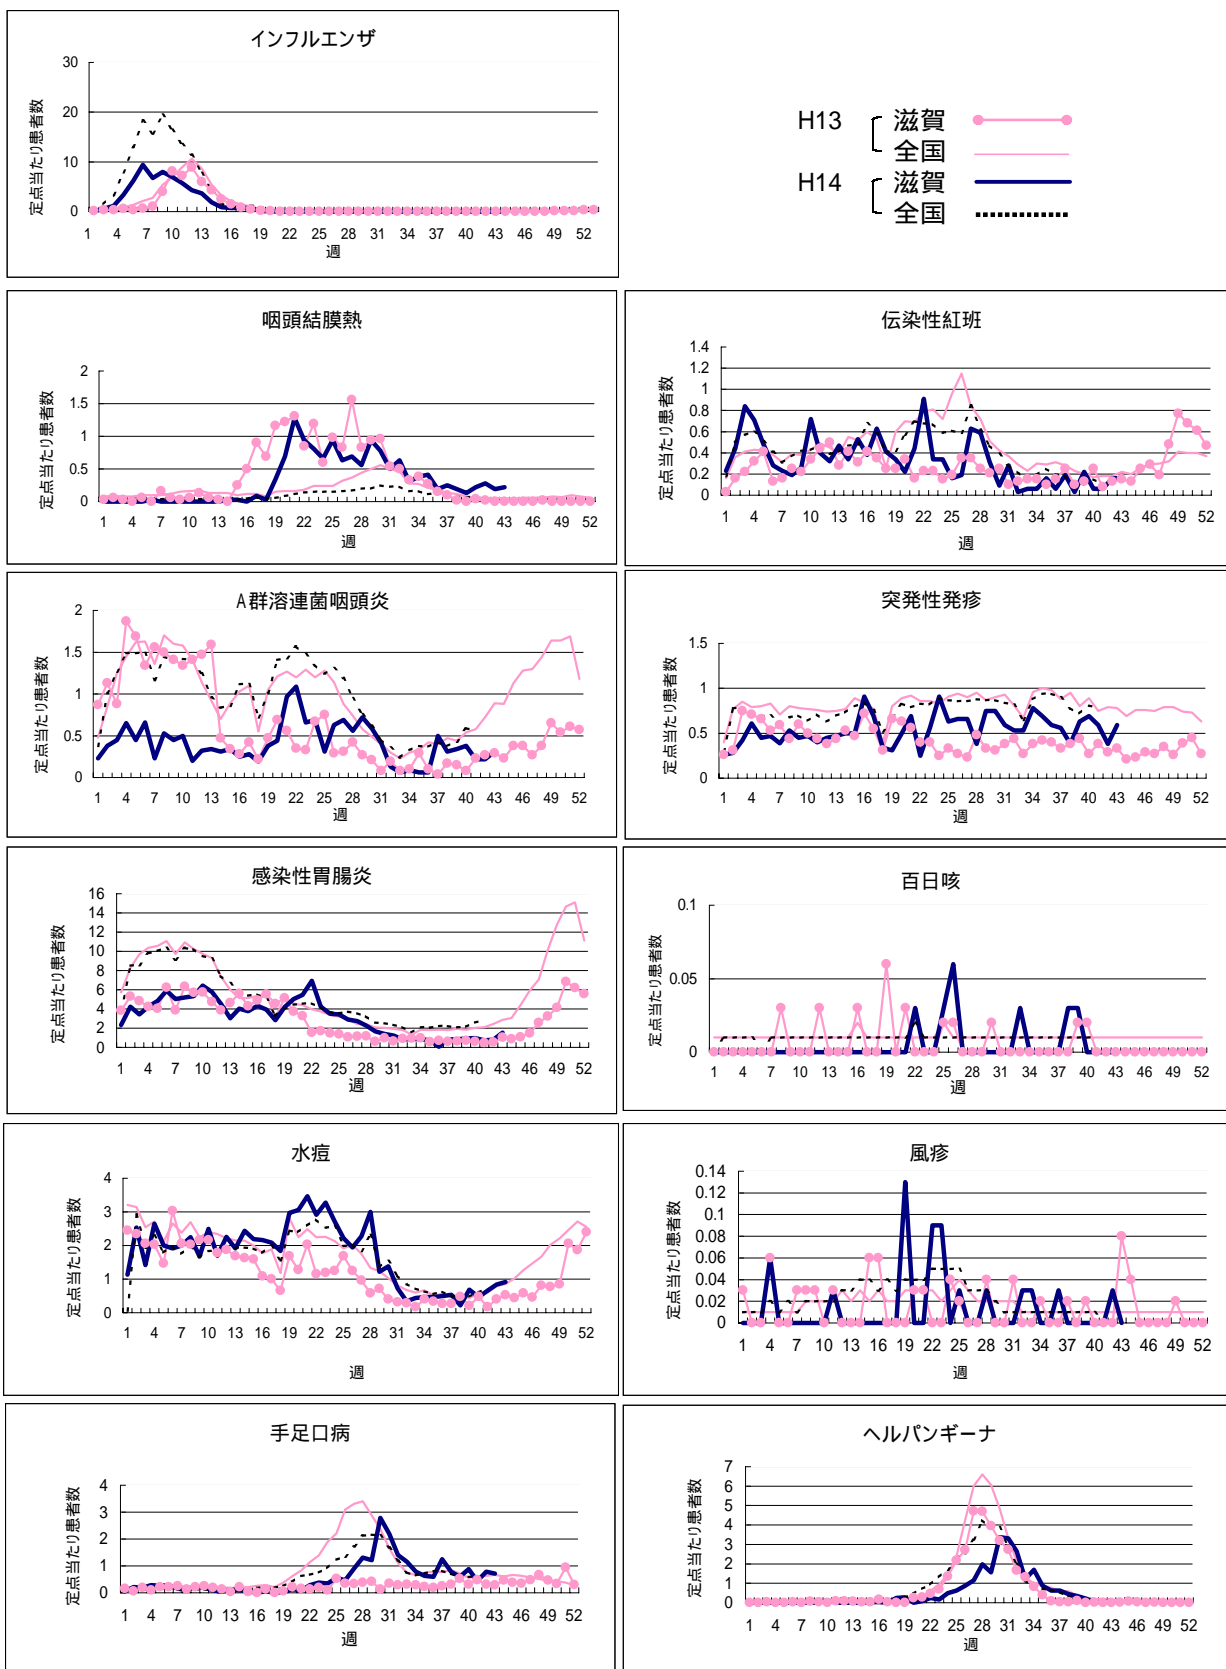 インフルエンザ
定点当たり患者数
30
20
10
0
1 4 7 10 13 16 19 22 25 28 31 34 37 40 43 46 49 52
週
H13 滋賀
全国
H14 滋賀
全国
咽頭結膜熱
定点当たり患者数
2
1.5
1
0.5
0
1 4 7 10 13 16 19 22 25 28 31 34 37 40 43 46 49 52
週
伝染性紅斑
定点当たり患者数
1.4
1.2
1
0.8
0.6
0.4
0.2
0
1 4 7 10 13 16 19 22 25 28 31 34 37 40 43 46 49 52
週
A群溶連菌咽頭炎
定点当たり患者数
2
1.5
1
0.5
0
1 4 7 10 13 16 19 22 25 28 31 34 37 40 43 46 49 52
週
突発性発疹
定点当たり患者数
1.5
1
0.5
0
1 4 7 10 13 16 19 22 25 28 31 34 37 40 43 46 49 52
週
感染性胃腸炎
定点当たり患者数
16
14
12
10
8
6
4
2
0
1 4 7 10 13 16 19 22 25 28 31 34 37 40 43 46 49 52
週
百日咳
定点当たり患者数
0.1
0.05
0
1 4 7 10 13 16 19 22 25 28 31 34 37 40 43 46 49 52
週
水痘
定点当たり患者数
4
3
2
1
0
1 4 7 10 13 16 19 22 25 28 31 34 37 40 43 46 49 52
週
風疹
定点当たり患者数
0.14
0.12
0.1
0.08
0.06
0.04
0.02
0
1 4 7 10 13 16 19 22 25 28 31 34 37 40 43 46 49 52
週
手足口病
定点当たり患者数
4
3
2
1
0
1 4 7 10 13 16 19 22 25 28 31 34 37 40 43 46 49 52
週
ヘルパンギーナ
定点当たり患者数
7
6
5
4
3
2
1
0
1 4 7 10 13 16 19 22 25 28 31 34 37 40 43 46 49 52
週